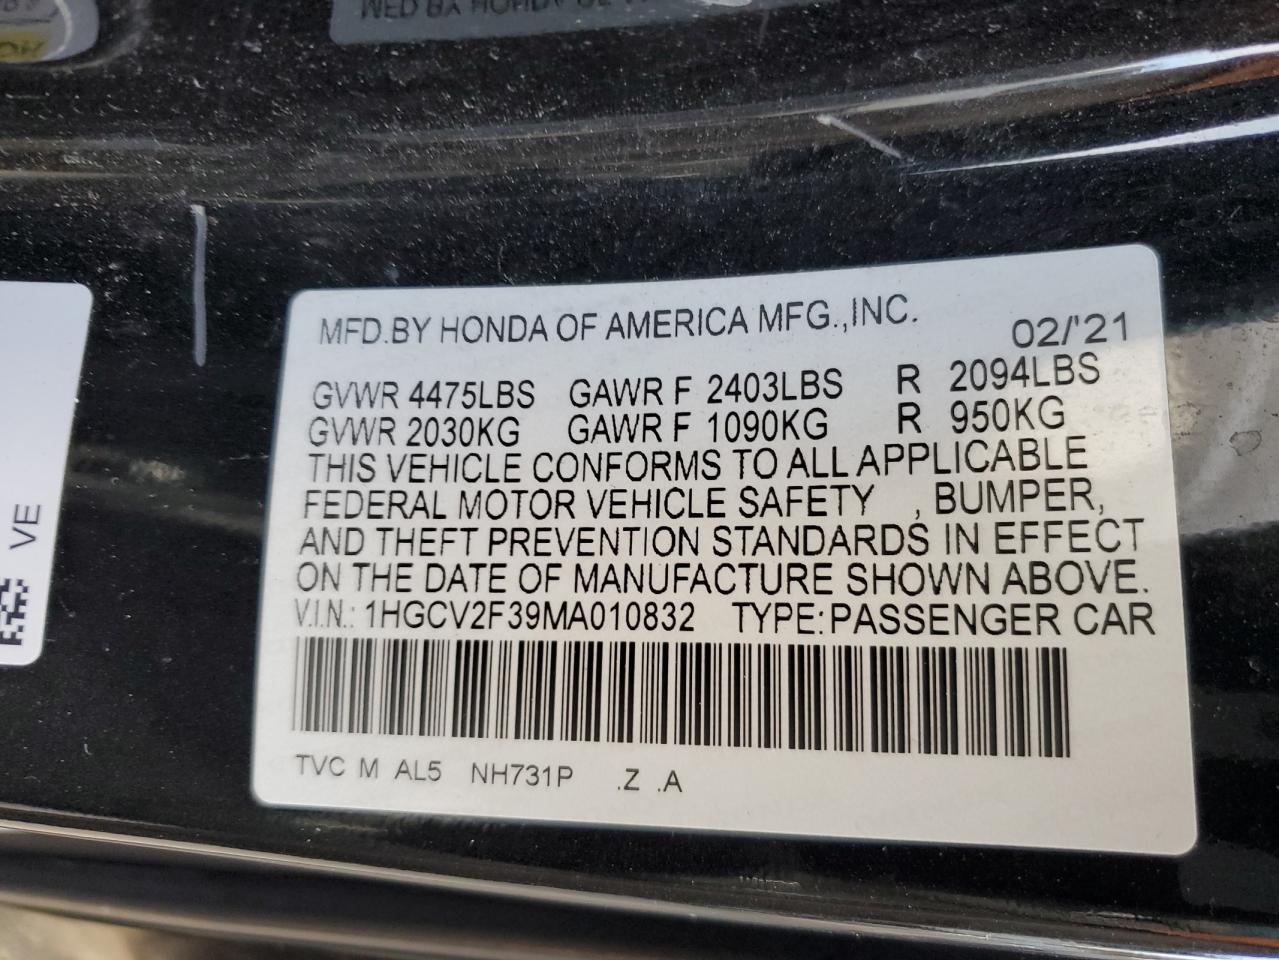 MFD.BY HONDA OF AMERICA MFG.,INC. 02/'21
GVWR 4475LBS GAWR F 2403LBS R 2094LBS
GVWR 2030KG GAWR F 1090KG R 950KG
THIS VEHICLE CONFORMS TO ALL APPLICABLE
FEDERAL MOTOR VEHICLE SAFETY , BUMPER,
AND THEFT PREVENTION STANDARDS IN EFFECT
ON THE DATE OF MANUFACTURE SHOWN ABOVE.
V.I.N.: 1HGCV2F39MA010832 TYPE:PASSENGER CAR
TVC M AL5 NH731P .Z .A
VE